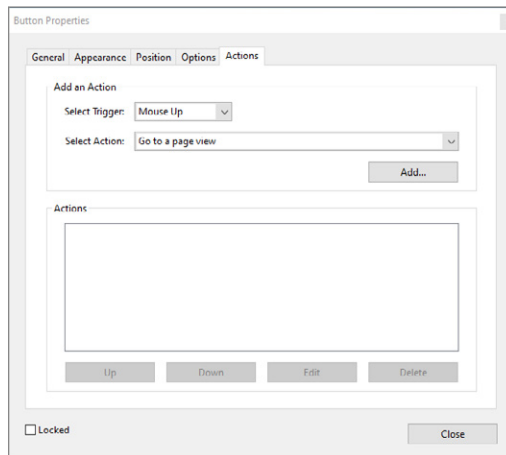 Button Properties
General Appearance Position Options Actions
Add an Action
Select Trigger: Mouse Up
Select Action: Go to a page view
Add...
Actions
Up Down Edit Delete
Locked
Close